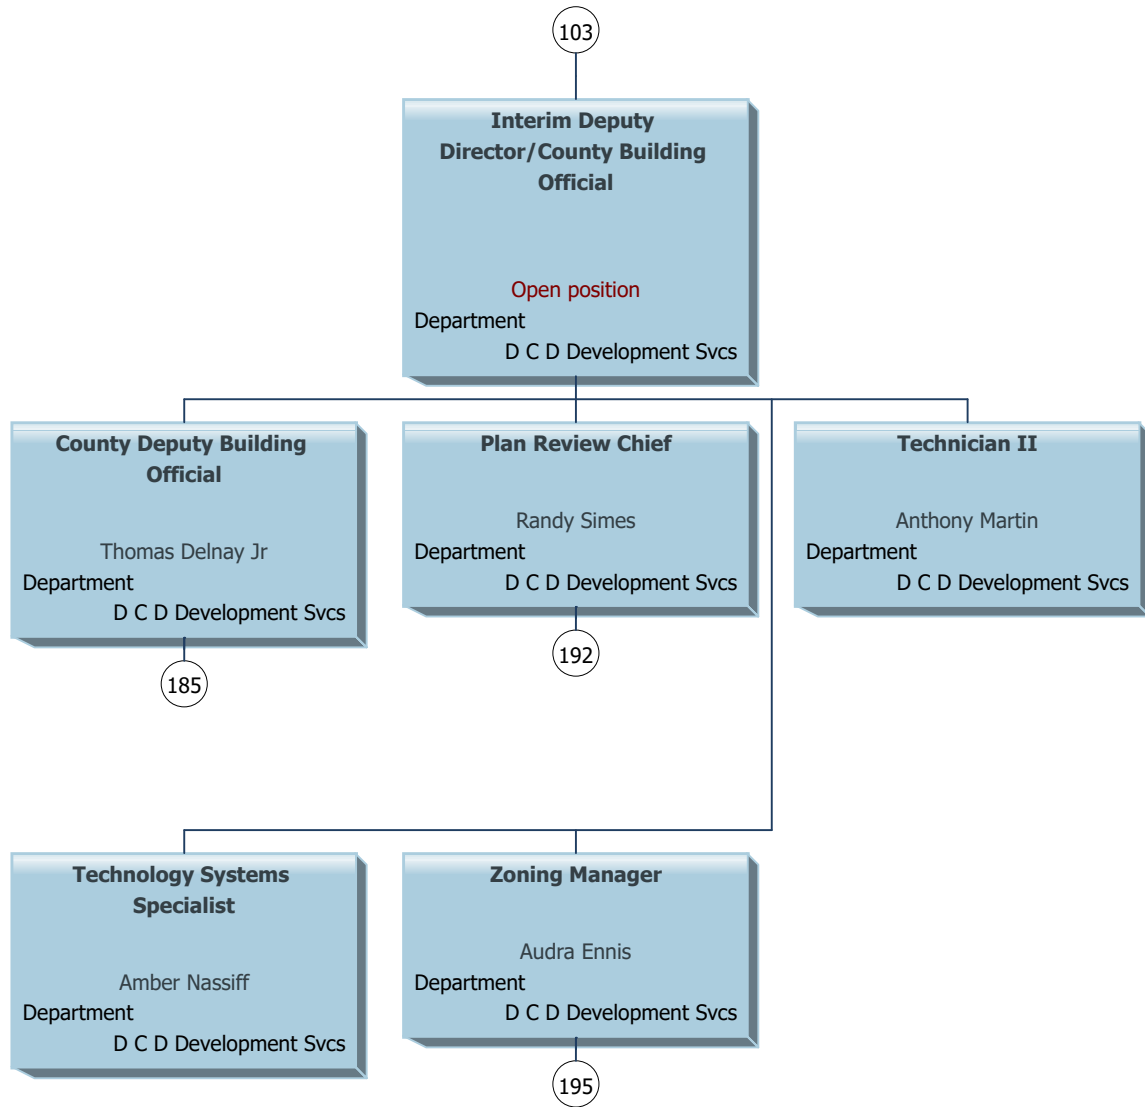 103
Interim Deputy
Director/County Building
Official
Open position
Department
D C D Development Svcs
County Deputy Building
Official
Thomas Delnay Jr
Department
D C D Development Svcs
185
Plan Review Chief
Randy Simes
Department
D C D Development Svcs
192
Technician II
Anthony Martin
Department
D C D Development Svcs
Technology Systems
Specialist
Amber Nassiff
Department
D C D Development Svcs
Zoning Manager
Audra Ennis
Department
D C D Development Svcs
195